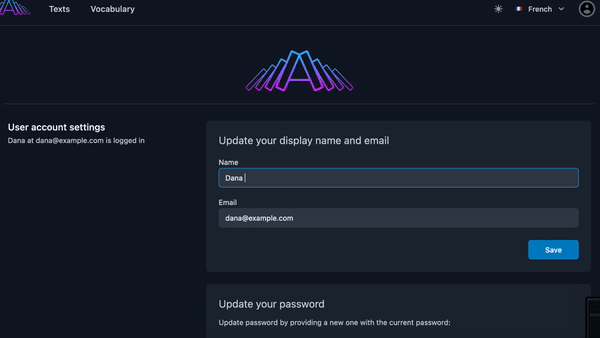 Texts Vocabulary French
A
User account settings
Dana at dana@example.com is logged in
Update your display name and email
Name
Dana
Email
dana@example.com
Save
Update your password
Update password by providing a new one with the current password: